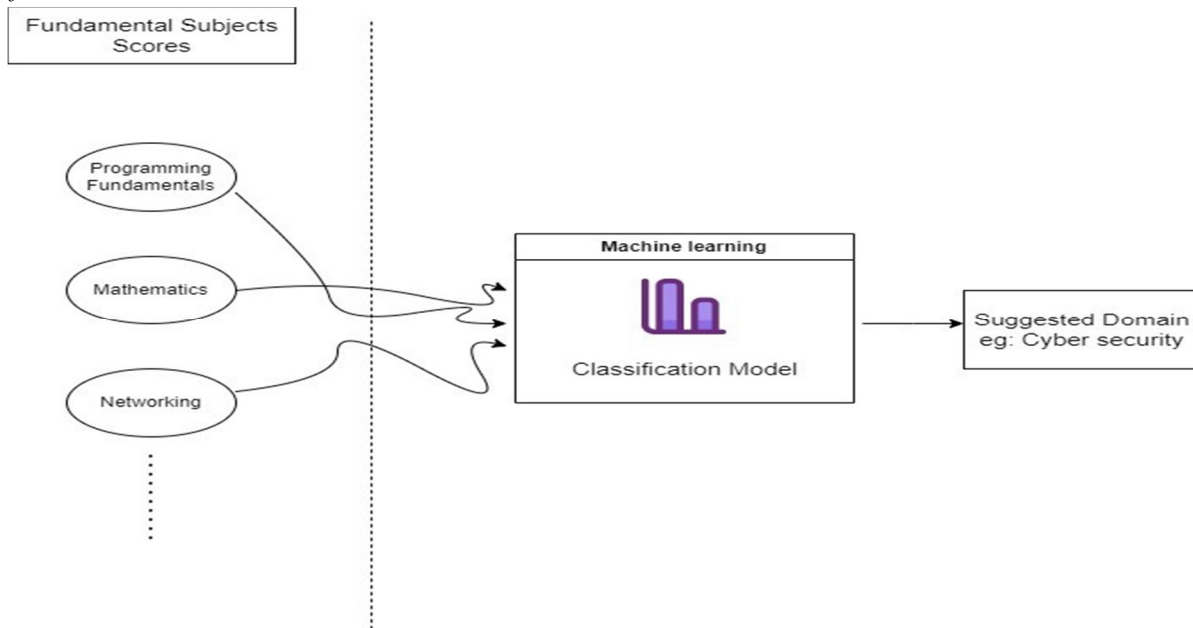 Fundamental Subjects
Scores
Programming
Fundamentals
Mathematics
Networking
Machine learning
Classification Model
Suggested Domain
eg: Cyber security